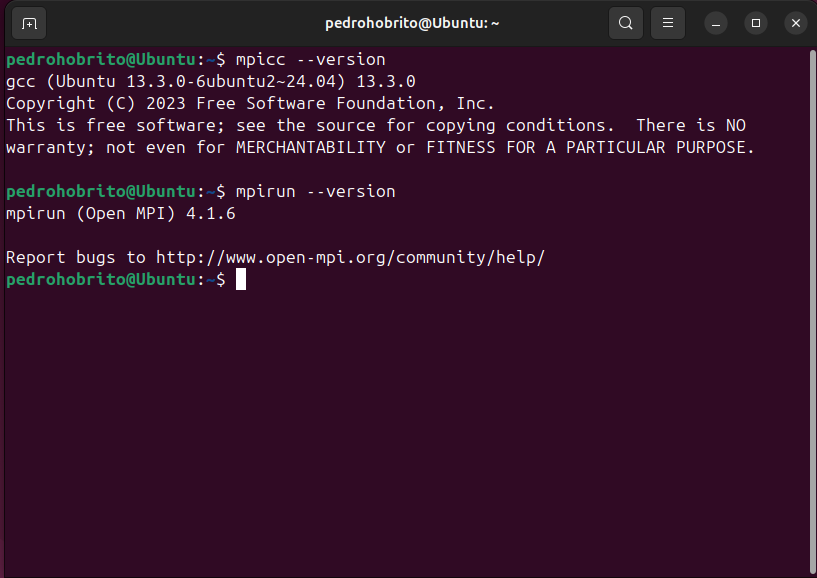 pedrohobrito@Ubuntu: ~
pedrohobrito@Ubuntu:~$ mpicc --version
gcc (Ubuntu 13.3.0-6ubuntu2~24.04) 13.3.0
Copyright (C) 2023 Free Software Foundation, Inc.
This is free software; see the source for copying conditions.  There is NO
warranty; not even for MERCHANTABILITY or FITNESS FOR A PARTICULAR PURPOSE.
pedrohobrito@Ubuntu:~$ mpirun --version
mpirun (Open MPI) 4.1.6
Report bugs to http://www.open-mpi.org/community/help/
pedrohobrito@Ubuntu:~$